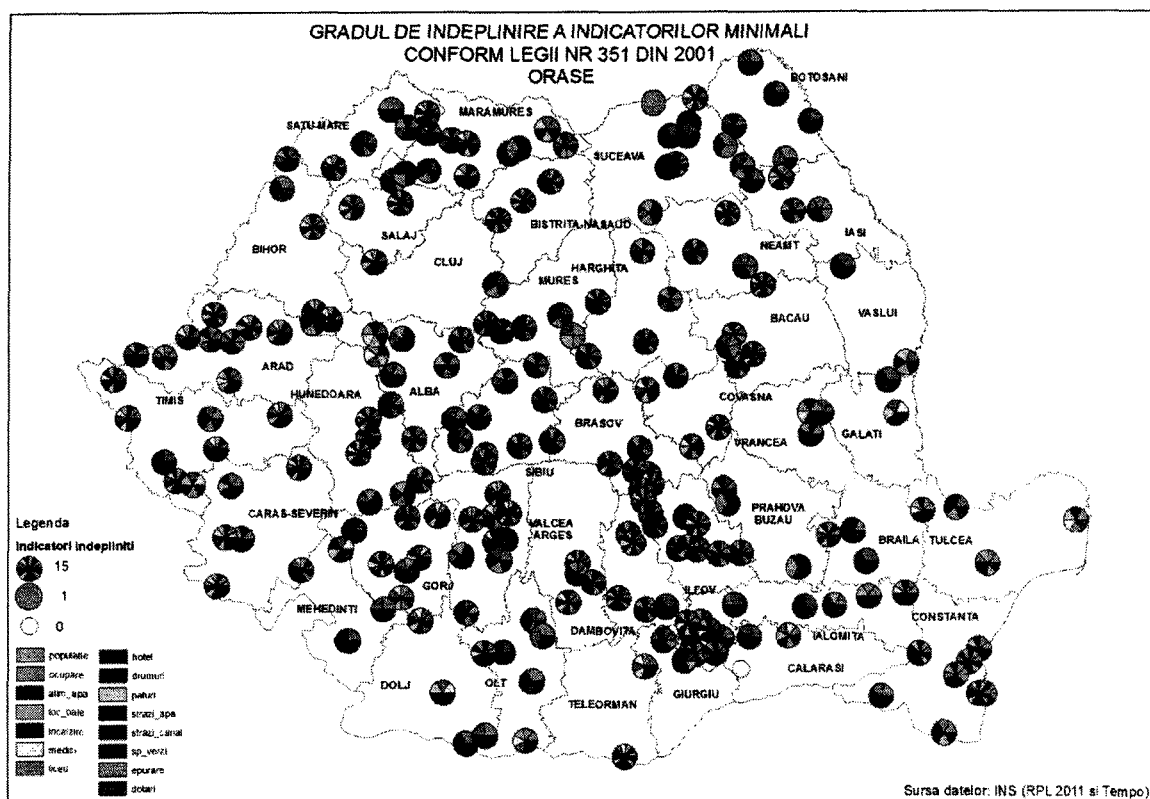 GRADUL DE INDEPLINIRE A INDICATORILOR MINIMALI
CONFORM LEGII NR 351 DIN 2001
ORASE
BOTOSANI
MARAMURES
SATU-MARE
SUCEAVA
BISTRITA-NASAUD
IASI
SALAJ
NEAMT
BIHOR
CLUJ
HARGHITA
MURES
BACAU
VASLUI
ARAD
HUNEDOARA
ALBA
TIMIS
COVASNA
BRASOV
VRANCEA
GALATI
SIBIU
CARAS-SEVERIN
PRAHOVA
BUZAU
VALCEA
ARGES
BRAILA
TULCEA
GORJ
ILFOV
MEHEDINTI
DAMBOVITA
IALOMITA
CONSTANTA
CALARASI
DOLJ
OLT
TELEORMAN
GIURGIU
Legenda
indicatori indepliniti
15
1
0
populatie
ocupare
alim_apa
loc_baie
incalzire
medici
liceu
hotel
drumuri
paturi
strazi_apa
strazi_canal
sp_verzi
epurare
dotari
Sursa datelor: INS (RPL 2011 si Tempo)